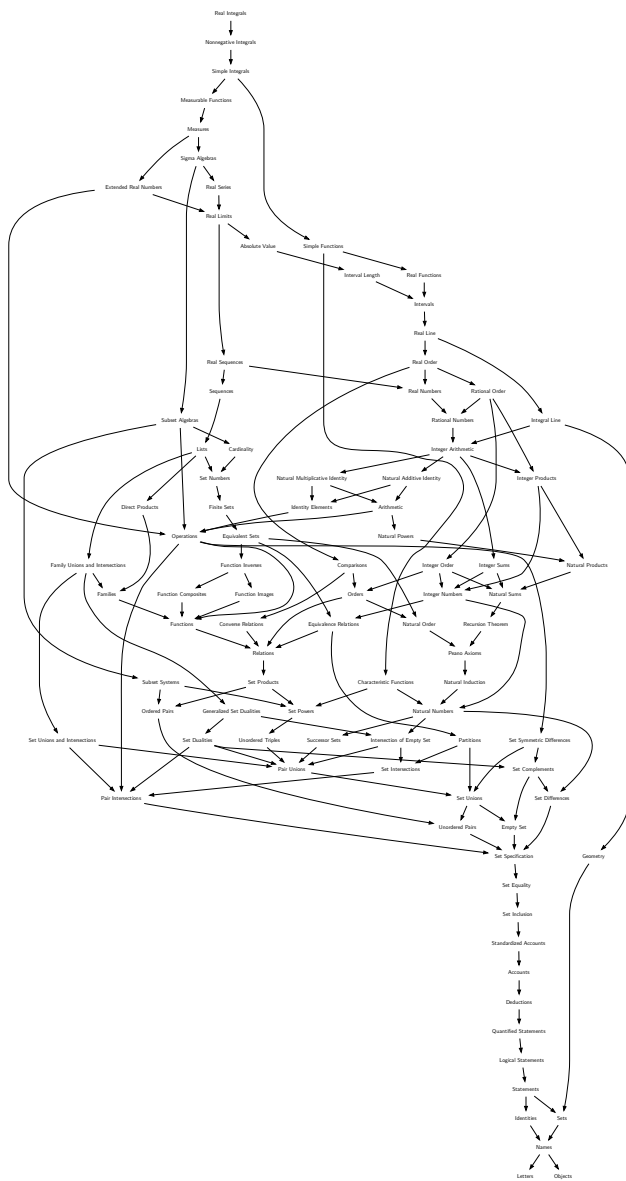 Real Integrals
Nonnegative Integrals
Simple Integrals
Measurable Functions
Measures
Sigma Algebras
Extended Real Numbers
Real Series
Real Limits
Absolute Value
Simple Functions
Interval Length
Real Functions
Intervals
Real Line
Real Sequences
Real Order
Sequences
Real Numbers
Rational Order
Subset Algebras
Rational Numbers
Integral Line
Lists
Cardinality
Integer Arithmetic
Set Numbers
Natural Multiplicative Identity
Natural Additive Identity
Integer Products
Direct Products
Finite Sets
Identity Elements
Arithmetic
Operations
Equivalent Sets
Natural Powers
Family Unions and Intersections
Function Inverses
Comparisons
Integer Order
Integer Sums
Natural Products
Families
Function Composites
Function Images
Orders
Integer Numbers
Natural Sums
Functions
Converse Relations
Equivalence Relations
Natural Order
Recursion Theorem
Relations
Peano Axioms
Subset Systems
Set Products
Characteristic Functions
Natural Induction
Ordered Pairs
Generalized Set Dualities
Set Powers
Natural Numbers
Set Unions and Intersections
Set Dualities
Unordered Triples
Successor Sets
Intersection of Empty Set
Partitions
Set Symmetric Differences
Pair Unions
Set Intersections
Set Complements
Pair Intersections
Set Unions
Set Differences
Unordered Pairs
Empty Set
Set Specification
Geometry
Set Equality
Set Inclusion
Standardized Accounts
Accounts
Deductions
Quantified Statements
Logical Statements
Statements
Identities
Sets
Names
Letters
Objects